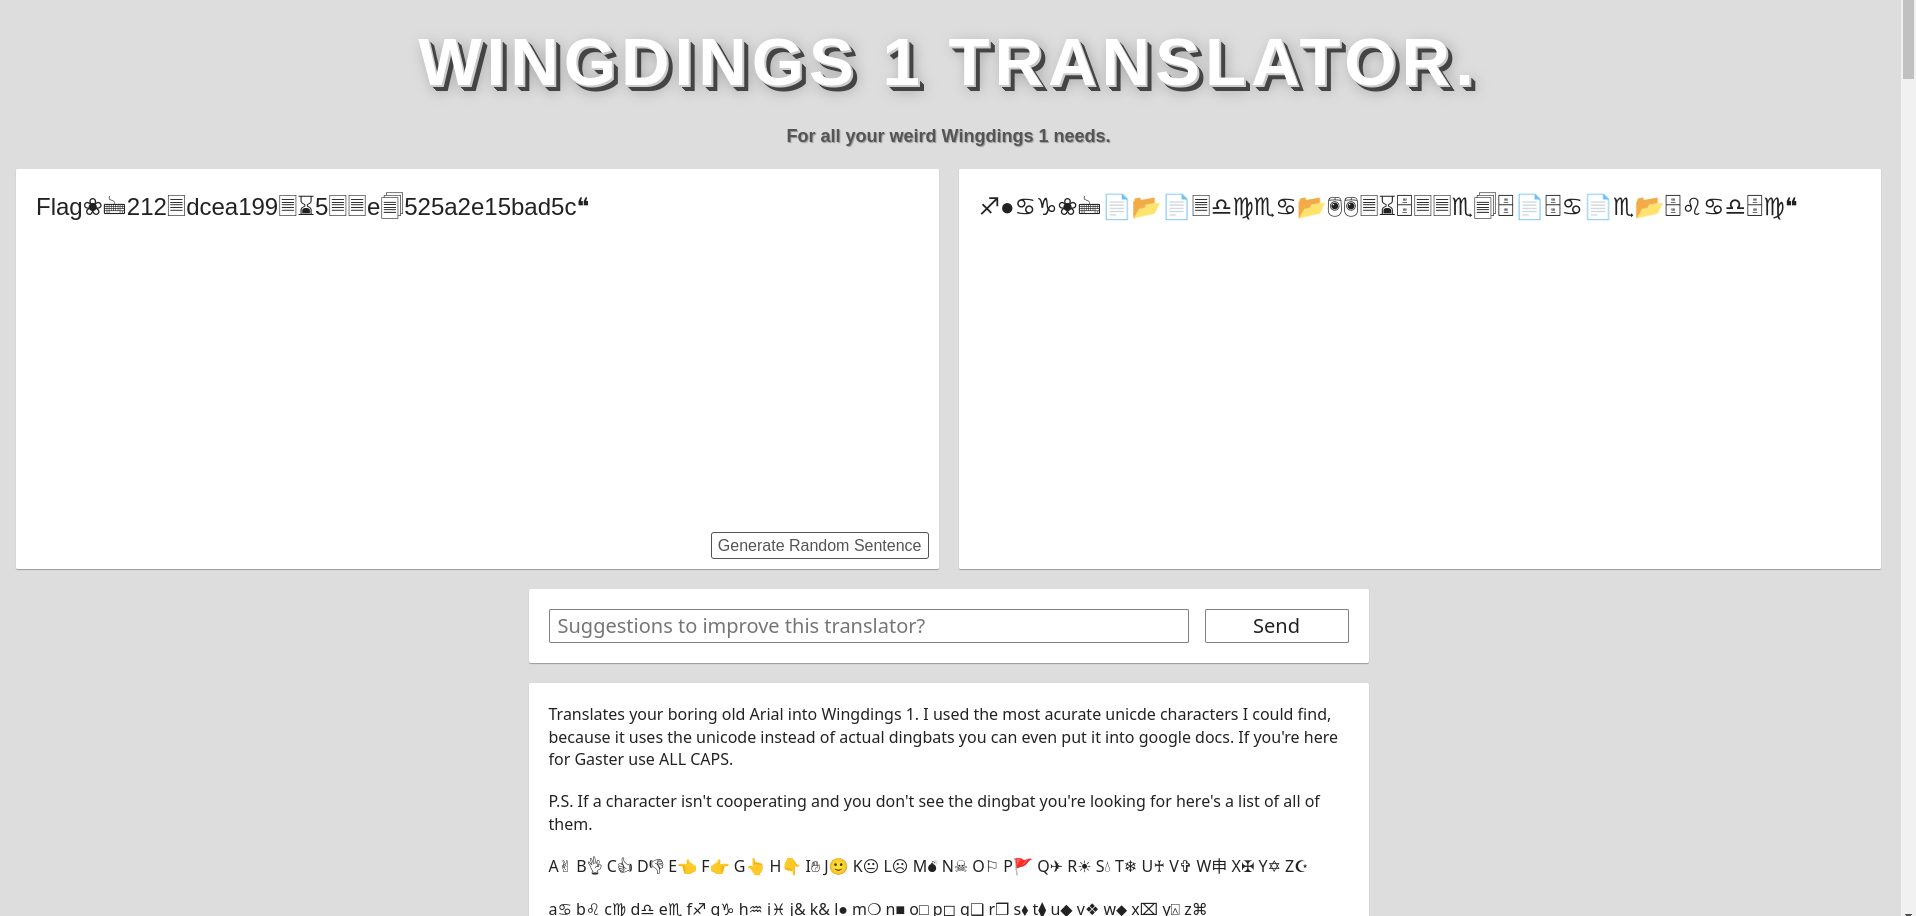 WINGDINGS 1 TRANSLATOR.
For all your weird Wingdings 1 needs.
Flag❀🖮212🗏dcea199🗏⌛5🗏🗏e🗐525a2e15bad5c❝
♐●♋♑❀🖮📄📂📄🗏♎♍♏♋📂🖲🖲🗏⌛🗄🗏🗏♏🗐🗄📄🗄♋📄♏📂🗄♌♋♎🗄♍❝
Generate Random Sentence
Suggestions to improve this translator?
Send
Translates your boring old Arial into Wingdings 1. I used the most acurate unicde characters I could find,
because it uses the unicode instead of actual dingbats you can even put it into google docs. If you're here
for Gaster use ALL CAPS.
P.S. If a character isn't cooperating and you don't see the dingbat you're looking for here's a list of all of
them.
A✌ B👌 C👍 D👎 E👈 F👉 G👆 H👇 I✋ J🙂 K😐 L☹ M💣 N☠ O⚐ P🚩 Q✈ R☀ S💧 T❄ U♰ V✞ W申 X✠ Y✡ Z☪
a♋ b♌ c♍ d♎ e♏ f♐ g♑ h♒ i♓ j& k& l● m❍ n■ o□ p◻ q❑ r❒ s⬧ t⧫ u◆ v❖ w⬥ x⌧ y⍓ z⌘